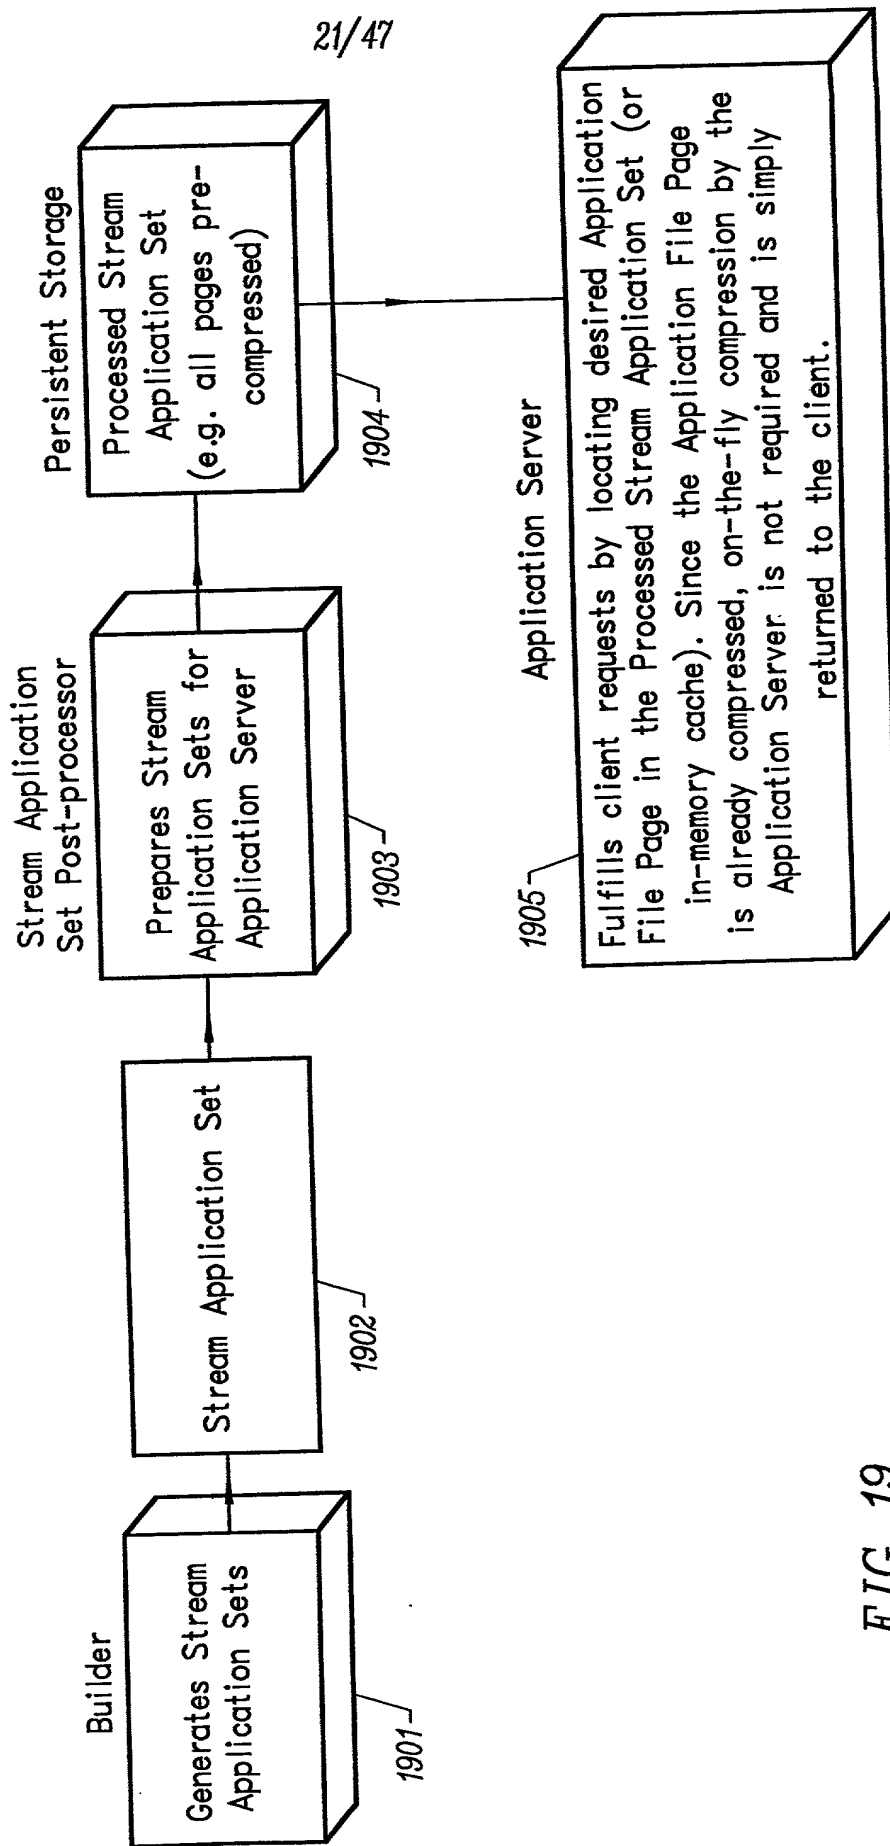 21/47
Builder
Generates Stream
Application Sets
1901
Stream Application Set
1902
Stream Application
Set Post-processor
Prepares Stream
Application Sets for
Application Server
1903
Persistent Storage
Processed Stream
Application Set
(e.g. all pages pre-
compressed)
1904
Application Server
1905
Fulfills client requests by locating desired Application
File Page in the Processed Stream Application Set (or
in-memory cache). Since the Application File Page
is already compressed, on-the-fly compression by the
Application Server is not required and is simply
returned to the client.
FIG. 19